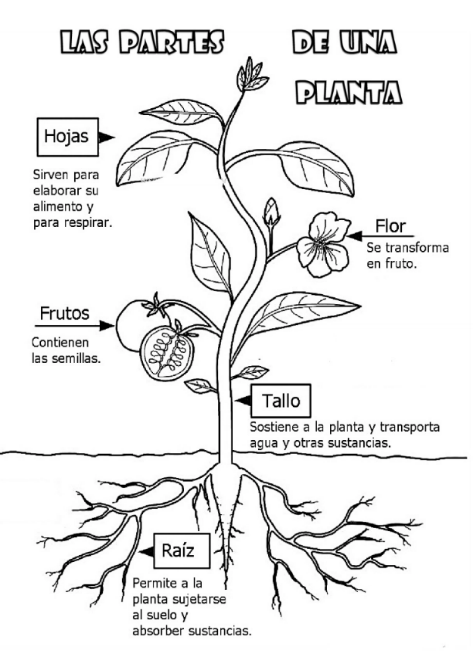 LAS PARTES DE UNA
PLANTA
Hojas
Sirven para
elaborar su
alimento y
para respirar.
Flor
Se transforma
en fruto.
Frutos
Contienen
las semillas.
Tallo
Sostiene a la planta y transporta
agua y otras sustancias.
Raíz
Permite a la
planta sujetarse
al suelo y
absorber sustancias.